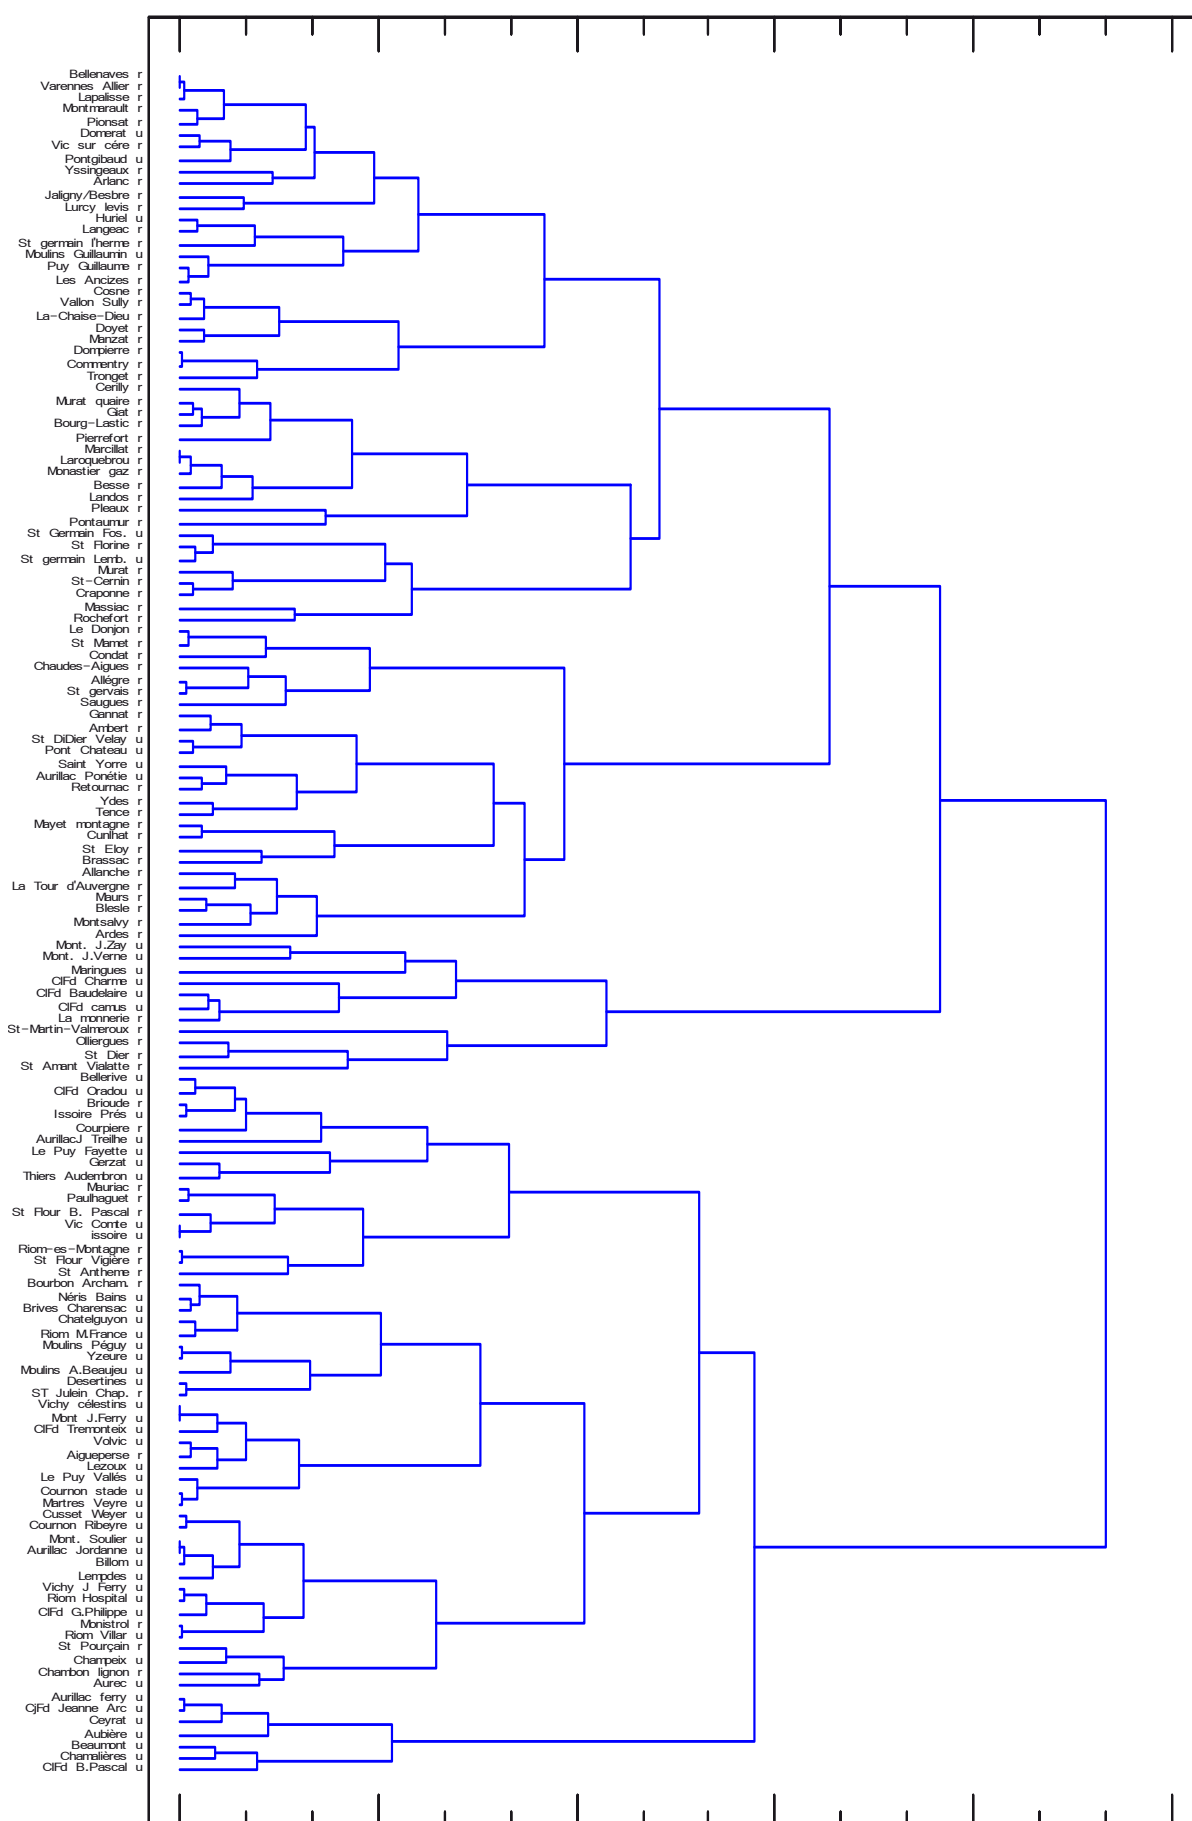 Bellenaves r
Varennes Allier r
Lapalisse r
Montmarault r
Pionsat r
Domerat u
Vic sur cére r
Pontgibaud u
Yssingeaux r
Arlanc r
Jaligny/Besbre r
Lurcy levis r
Huriel u
Langeac r
St germain l'herme r
Moulins Guillaumin u
Puy Guillaume r
Les Ancizes r
Cosne r
Vallon Sully r
La-Chaise-Dieu r
Doyet r
Manzat r
Dompierre r
Commentry r
Tronget r
Cerilly r
Murat quaire r
Giat r
Bourg-Lastic r
Pierrefort r
Marcillat r
Laroquebrou r
Monastier gaz r
Besse r
Landos r
Pleaux r
Pontaumur r
St Germain Fos. u
St Florine r
St germain Lemb. u
Murat r
St-Cernin r
Craponne r
Massiac r
Rochefort r
Le Donjon r
St Mamet r
Condat r
Chaudes-Aigues r
Allégre r
St gervais r
Saugues r
Gannat r
Ambert r
St DiDier Velay u
Pont Chateau u
Saint Yorre u
Aurillac Ponétie u
Retournac r
Ydes r
Tence r
Mayet montagne r
Cunlhat r
St Eloy r
Brassac r
Allanche r
La Tour d'Auvergne r
Maurs r
Blesle r
Montsalvy r
Ardes r
Mont. J.Zay u
Mont. J.Verne u
Maringues u
ClFd Charme u
ClFd Baudelaire u
ClFd camus u
La monnerie r
St-Martin-Valmeroux r
Olliergues r
St Dier r
St Amant Vialatte r
Bellerive u
ClFd Oradou u
Brioude r
Issoire Prés u
Courpiere r
AurillacJ Treilhe u
Le Puy Fayette u
Gerzat u
Thiers Audembron u
Mauriac r
Paulhaguet r
St Flour B. Pascal r
Vic Comte u
issoire u
Riom-es-Montagne r
St Flour Vigière r
St Antheme r
Bourbon Archam. r
Néris Bains u
Brives Charensac u
Chatelguyon u
Riom M.France u
Moulins Péguy u
Yzeure u
Moulins A.Beaujeu u
Desertines u
ST Julein Chap. r
Vichy célestins u
Mont J.Ferry u
ClFd Tremonteix u
Volvic u
Aigueperse r
Lezoux u
Le Puy Vallés u
Cournon stade u
Martres Veyre u
Cusset Weyer u
Cournon Ribeyre u
Mont. Soulier u
Aurillac Jordanne u
Billom u
Lempdes u
Vichy J Ferry u
Riom Hospital u
ClFd G.Philippe u
Monistrol r
Riom Villar u
St Pourçain r
Champeix u
Chambon lignon r
Aurec u
Aurillac ferry u
CjFd Jeanne Arc u
Ceyrat u
Aubière u
Beaumont u
Chamalières u
ClFd B.Pascal u